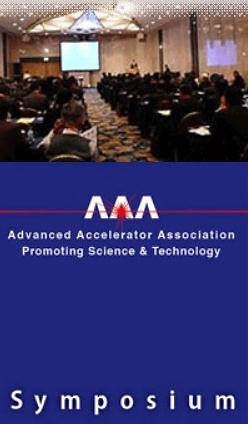 AAA
Advanced Accelerator Association
Promoting Science & Technology
Symposium